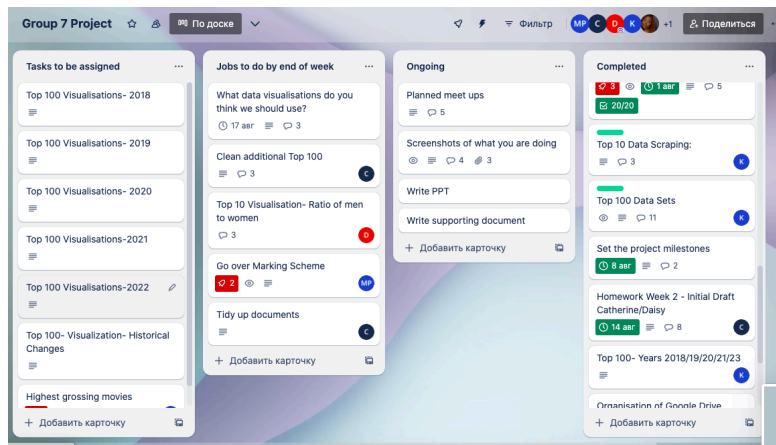 Group 7 Project
По доске
Фильтр
MP
C
D
K
+1
Поделиться
Tasks to be assigned
Top 100 Visualisations- 2018
Top 100 Visualisations- 2019
Top 100 Visualisations- 2020
Top 100 Visualisations-2021
Top 100 Visualisations-2022
Top 100- Visualization- Historical
Changes
Highest grossing movies
+ Добавить карточку
Jobs to do by end of week
What data visualisations do you
think we should use?
17 авг
3
Clean additional Top 100
3
C
Top 10 Visualisation- Ratio of men
to women
3
D
Go over Marking Scheme
2
MP
Tidy up documents
C
+ Добавить карточку
Ongoing
Planned meet ups
5
Screenshots of what you are doing
4
3
Write PPT
Write supporting document
+ Добавить карточку
Completed
3
1 авг
5
20/20
Top 10 Data Scraping:
3
K
Top 100 Data Sets
11
K
Set the project milestones
8 авг
2
Homework Week 2 - Initial Draft
Catherine/Daisy
14 авг
8
C
Top 100- Years 2018/19/20/21/23
K
Organisation of Google Drive
+ Добавить карточку